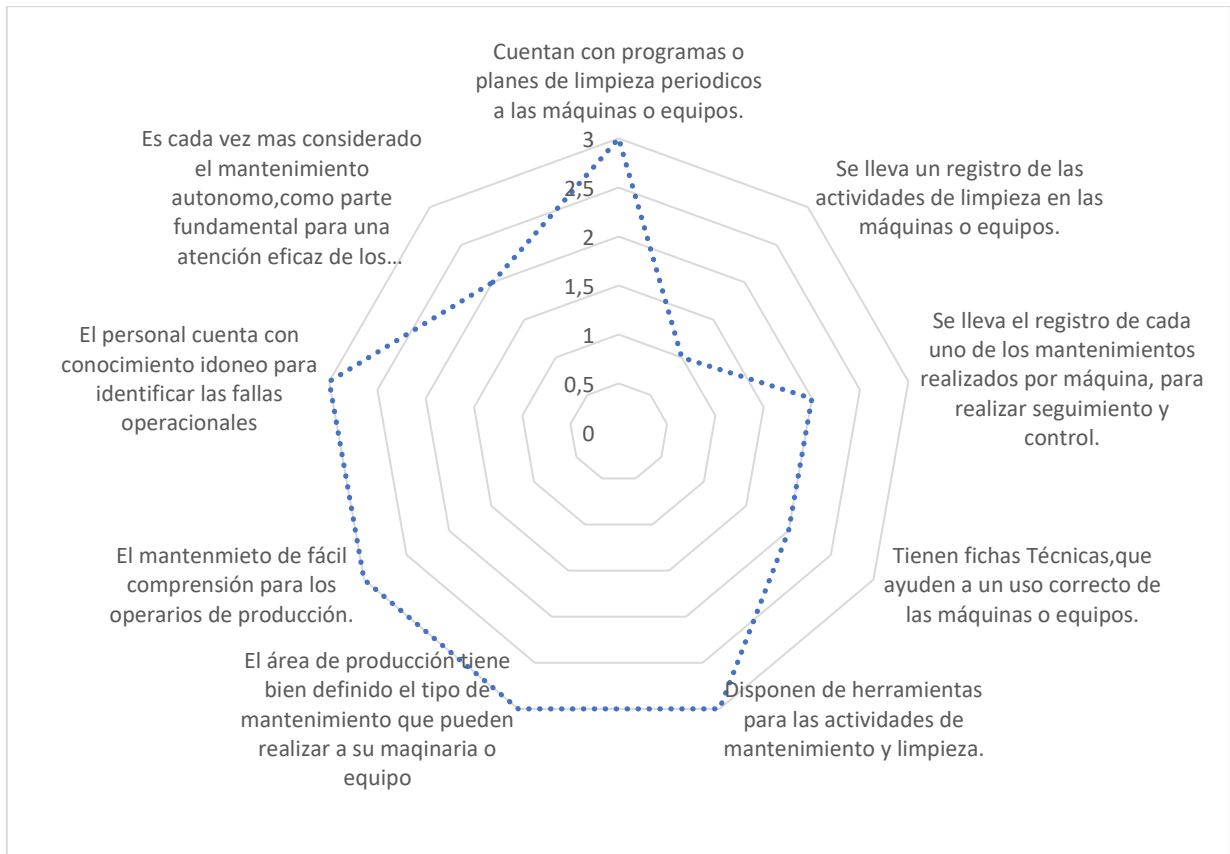 Cuentan con programas o
planes de limpieza periodicos
a las máquinas o equipos.
Se lleva un registro de las
actividades de limpieza en las
máquinas o equipos.
Se lleva el registro de cada
uno de los mantenimientos
realizados por máquina, para
realizar seguimiento y
control.
Tienen fichas Técnicas,que
ayuden a un uso correcto de
las máquinas o equipos.
Disponen de herramientas
para las actividades de
mantenimiento y limpieza.
El área de producción tiene
bien definido el tipo de
mantenimiento que pueden
realizar a su maqinaria o
equipo
El mantenmieto de fácil
comprensión para los
operarios de producción.
El personal cuenta con
conocimiento idoneo para
identificar las fallas
operacionales
Es cada vez mas considerado
el mantenimiento
autonomo,como parte
fundamental para una
atención eficaz de los…
3
2,5
2
1,5
1
0,5
0